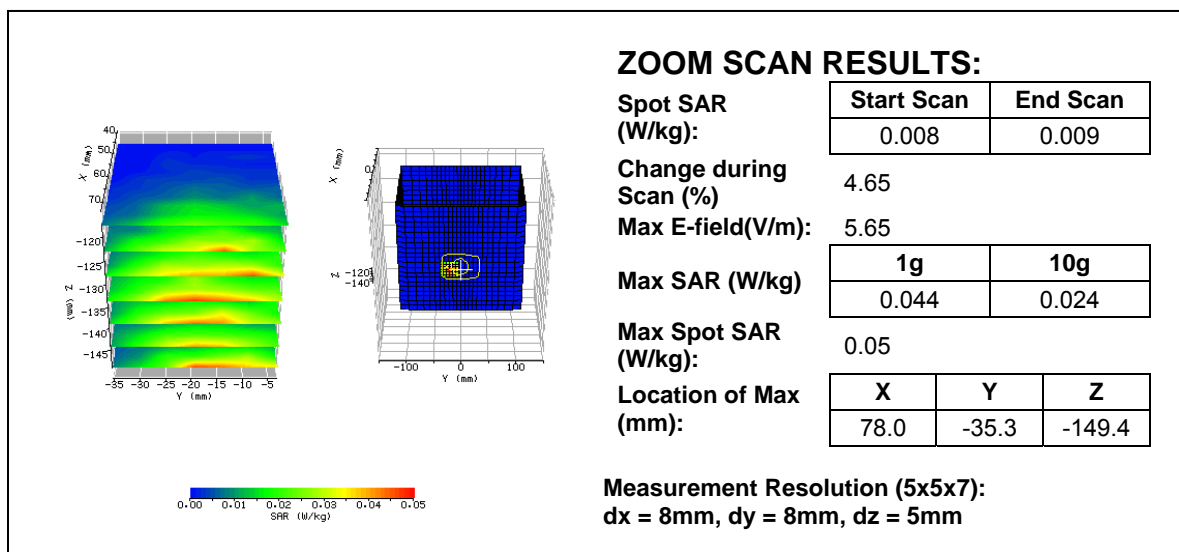 ZOOM SCAN RESULTS:
Spot SAR (W/kg):
Start Scan End Scan
0.008 0.009
Change during Scan (%)
4.65
Max E-field(V/m): 5.65
Max SAR (W/kg)
1g 10g
0.044 0.024
Max Spot SAR (W/kg):
0.05
Location of Max (mm):
X Y Z
78.0 -35.3 -149.4
Measurement Resolution (5x5x7):
dx = 8mm, dy = 8mm, dz = 5mm
40
50
60
70
X (mm)
-120
-125
-130
-135
-140
-145
Z (mm)
-35 -30 -25 -20 -15 -10 -5
Y (mm)
X (mm)
0
Z
-120
-140
-100 0 100
Y (mm)
0.00 0.01 0.02 0.03 0.04 0.05
SAR (W/kg)